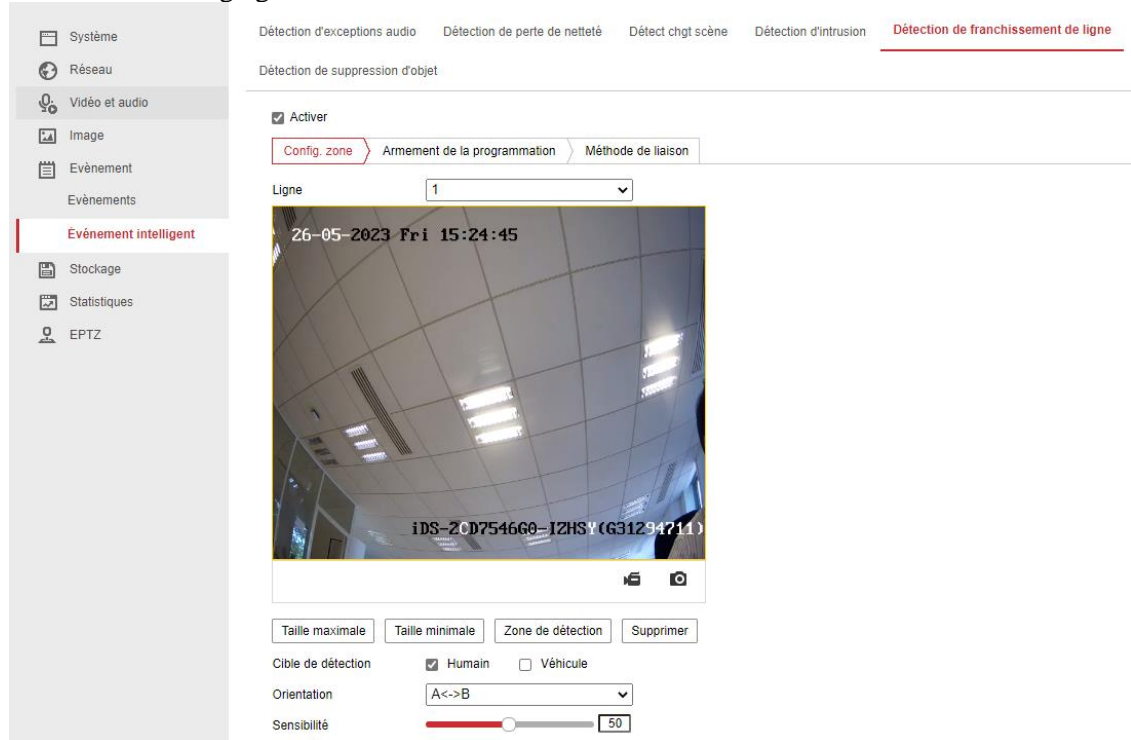 Système
Réseau
Vidéo et audio
Image
Evènement
Evènements
Événement intelligent
Stockage
Statistiques
EPTZ
Détection d'exceptions audio Détection de perte de netteté Détect chgt scène Détection d'intrusion Détection de franchissement de ligne
Détection de suppression d'objet
Activer
Config. zone Armement de la programmation Méthode de liaison
Ligne 1
26-05-2023 Fri 15:24:45
iDS-2CD7546G0-IZHSY(G31294711)
Taille maximale Taille minimale Zone de détection Supprimer
Cible de détection Humain Véhicule
Orientation A<->B
Sensibilité 50